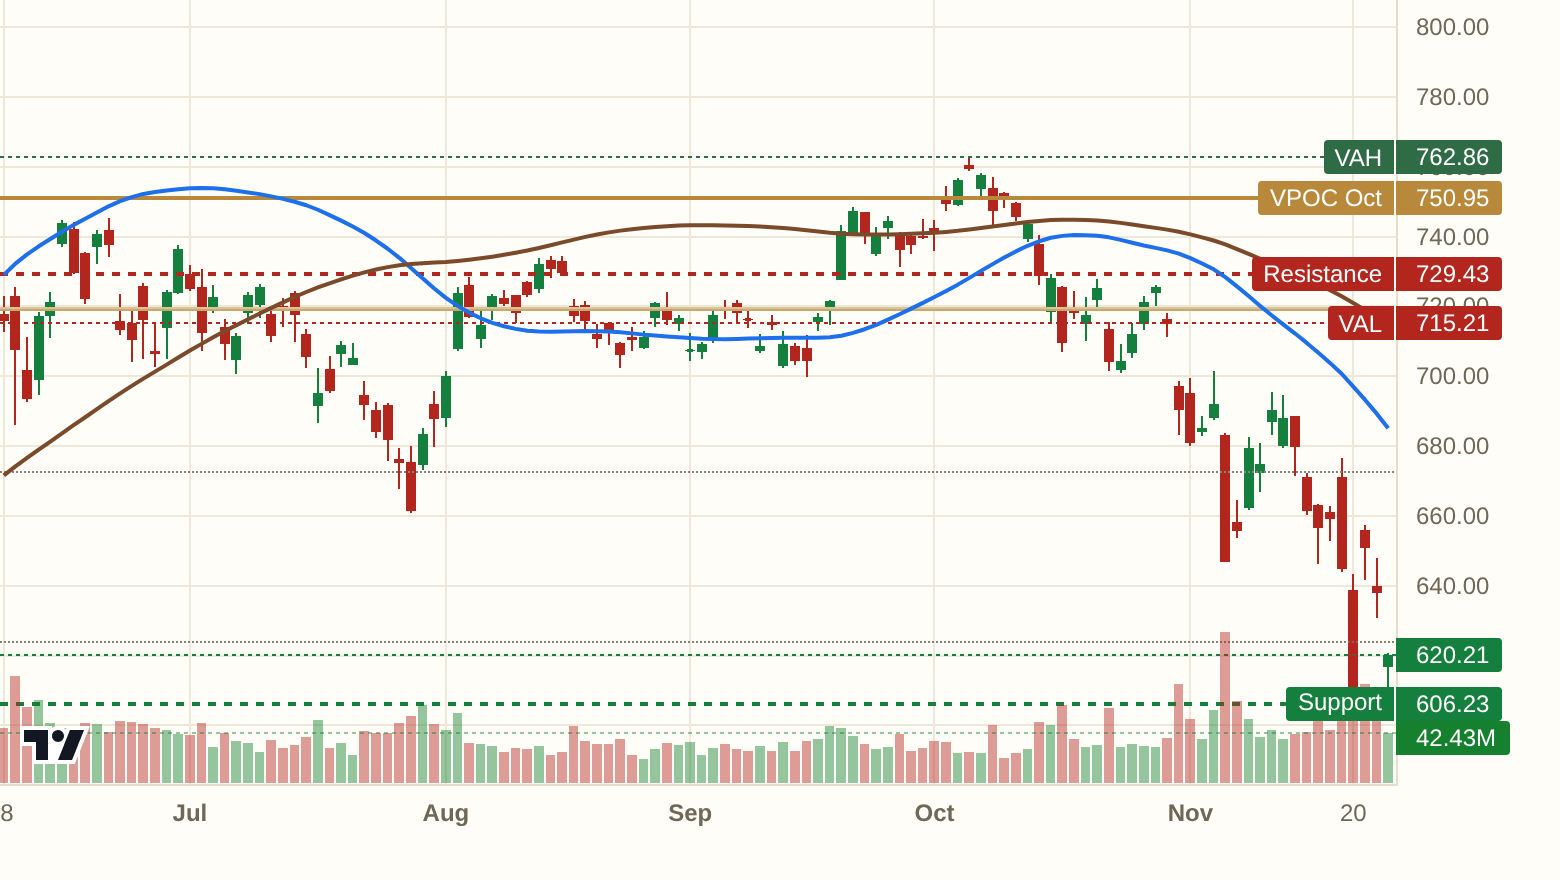 800.00
780.00
VAH 762.86
VPOC Oct 750.95
740.00
Resistance 729.43
720.00
VAL 715.21
700.00
680.00
660.00
640.00
620.21
Support 606.23
42.43M
8 Jul Aug Sep Oct Nov 20